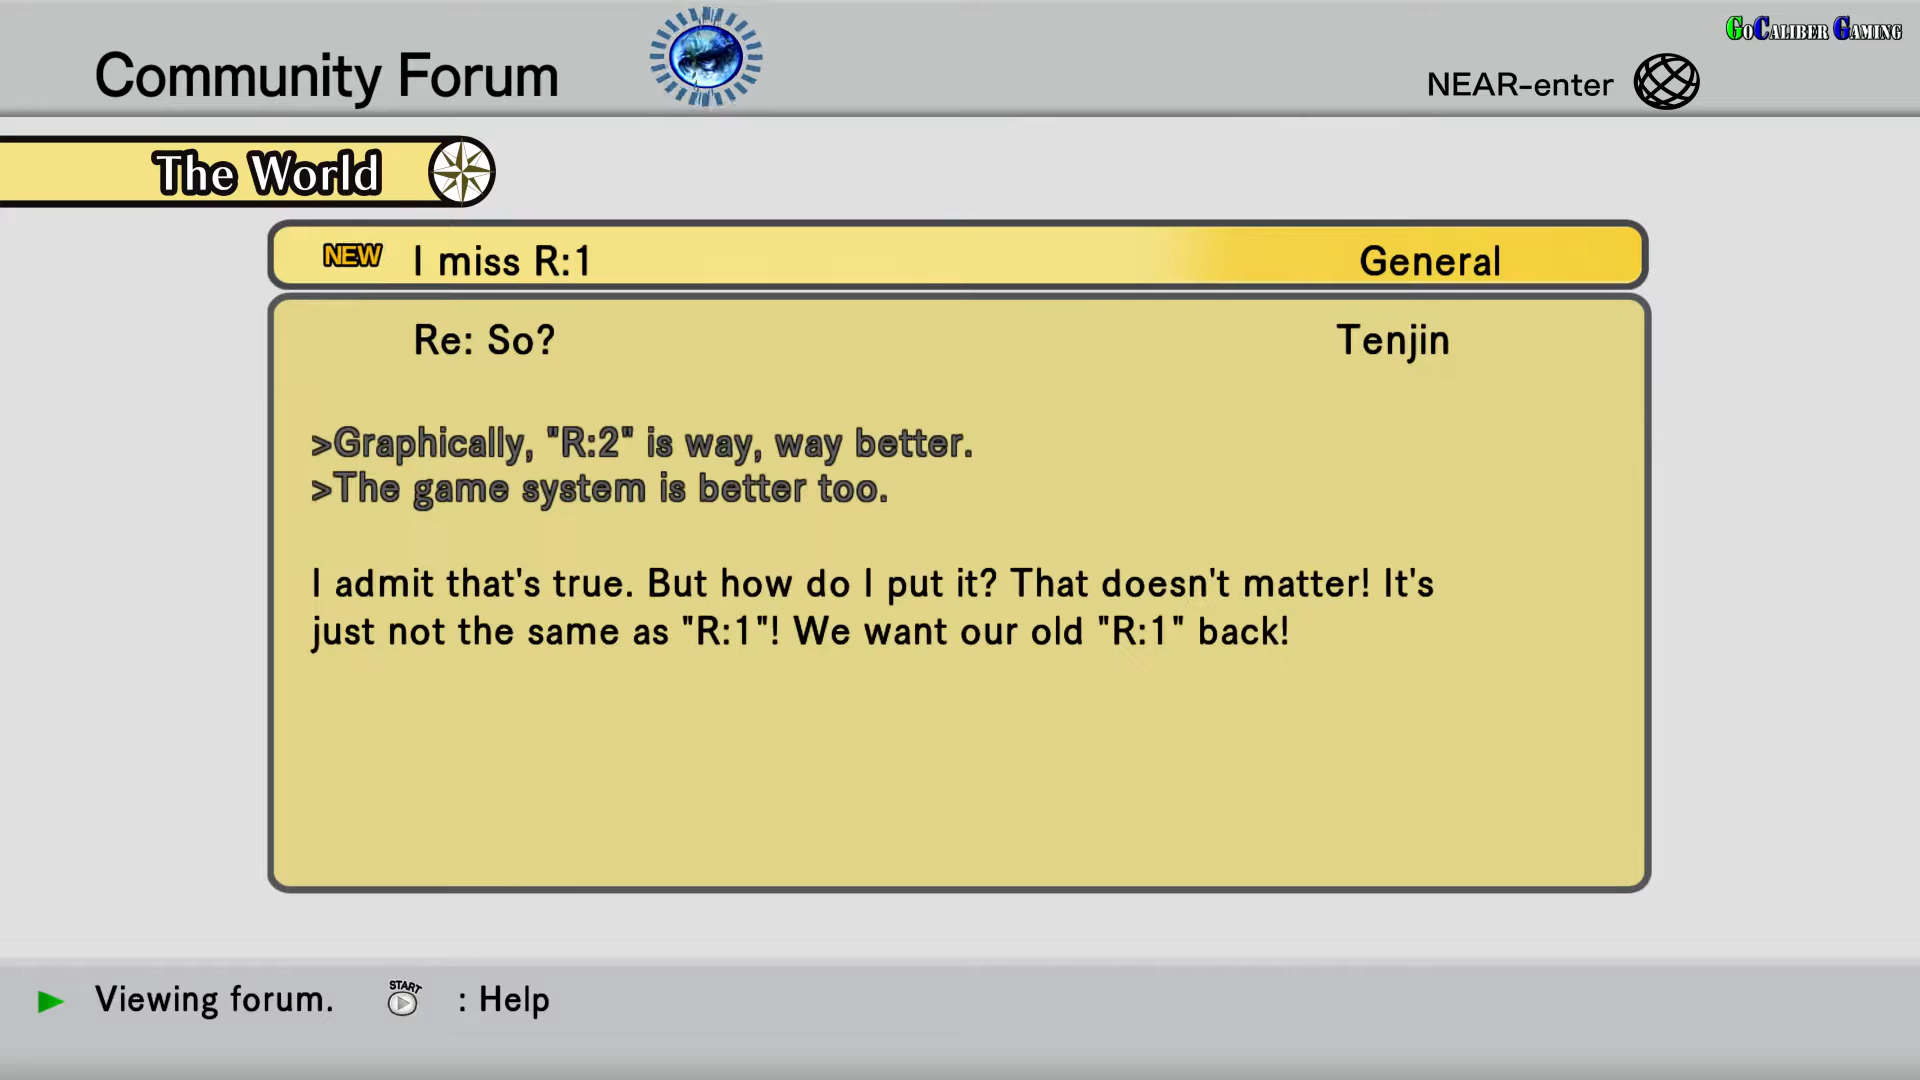 GoCaliber Gaming
Community Forum
NEAR-enter
The World
NEW I miss R:1 General
Re: So? Tenjin
>Graphically, "R:2" is way, way better.
>The game system is better too.
I admit that's true. But how do I put it? That doesn't matter! It's
just not the same as "R:1"! We want our old "R:1" back!
Viewing forum. START : Help